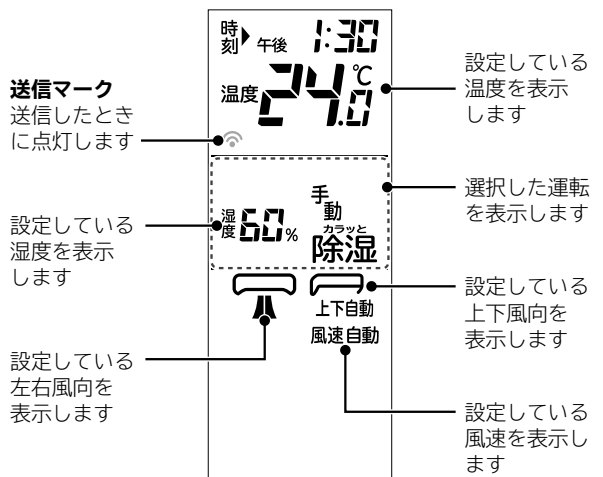 時刻 午後 1:30
温度 24.0℃
設定している
温度を表示
します
送信マーク
送信したとき
に点灯します
選択した運転
を表示します
手動
湿度 60%
カラッと
除湿
設定している
湿度を表示
します
上下自動
風速自動
設定している
上下風向を
表示します
設定している
左右風向を
表示します
設定している
風速を表示し
ます